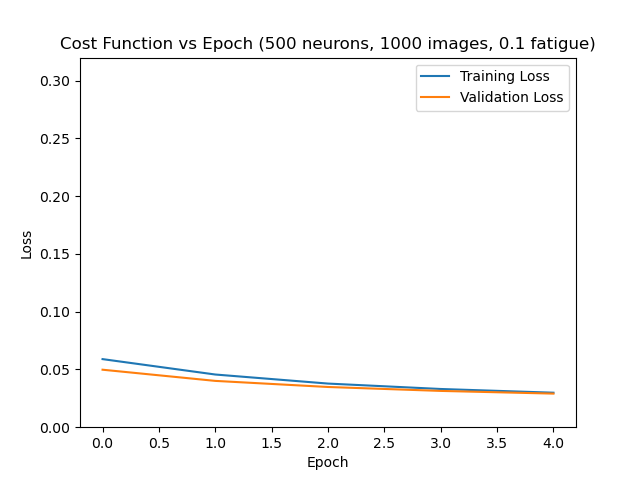 Cost Function vs Epoch (500 neurons, 1000 images, 0.1 fatigue)
Training Loss
Validation Loss
0.30
0.25
0.20
0.15
0.10
0.05
0.00
Loss
0.0 0.5 1.0 1.5 2.0 2.5 3.0 3.5 4.0
Epoch